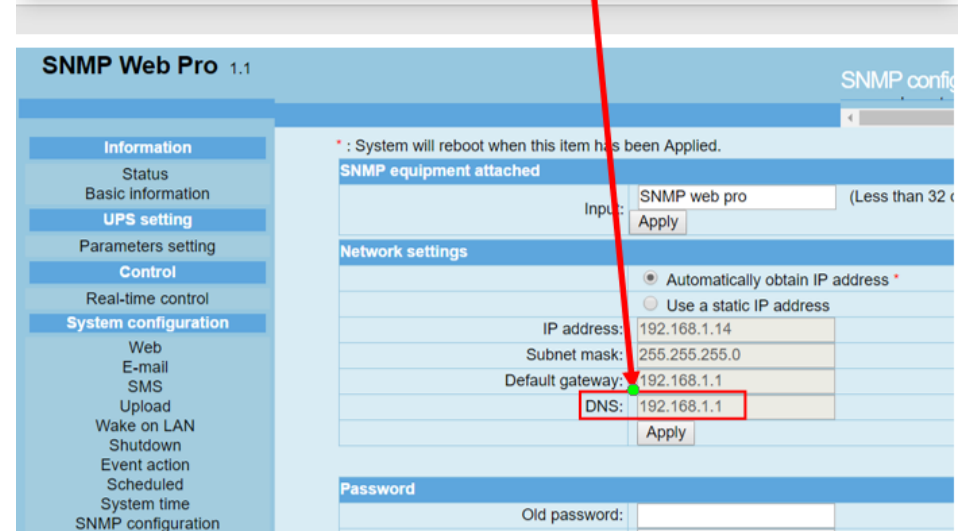 SNMP Web Pro 1.1
SNMP config
* : System will reboot when this item has been Applied.
Information
Status
Basic information
UPS setting
Parameters setting
Control
Real-time control
System configuration
Web
E-mail
SMS
Upload
Wake on LAN
Shutdown
Event action
Scheduled
System time
SNMP configuration
SNMP equipment attached
Input: SNMP web pro (Less than 32
Apply
Network settings
Automatically obtain IP address *
Use a static IP address
IP address: 192.168.1.14
Subnet mask: 255.255.255.0
Default gateway: 192.168.1.1
DNS: 192.168.1.1
Apply
Password
Old password: